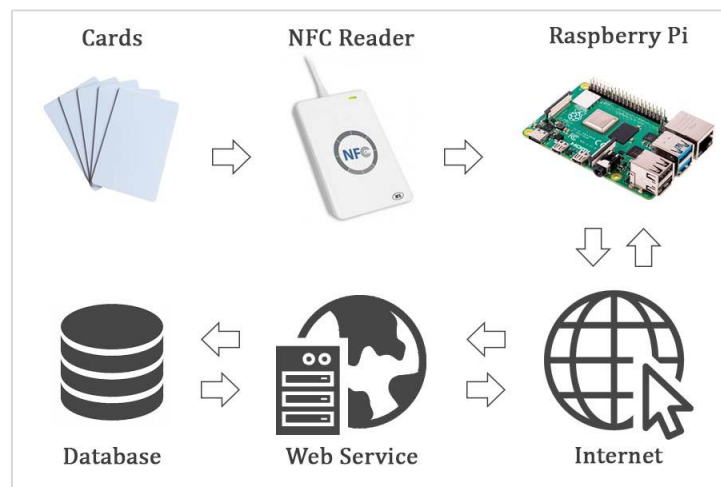 Cards
NFC Reader
Raspberry Pi
NFC
Database
Web Service
Internet